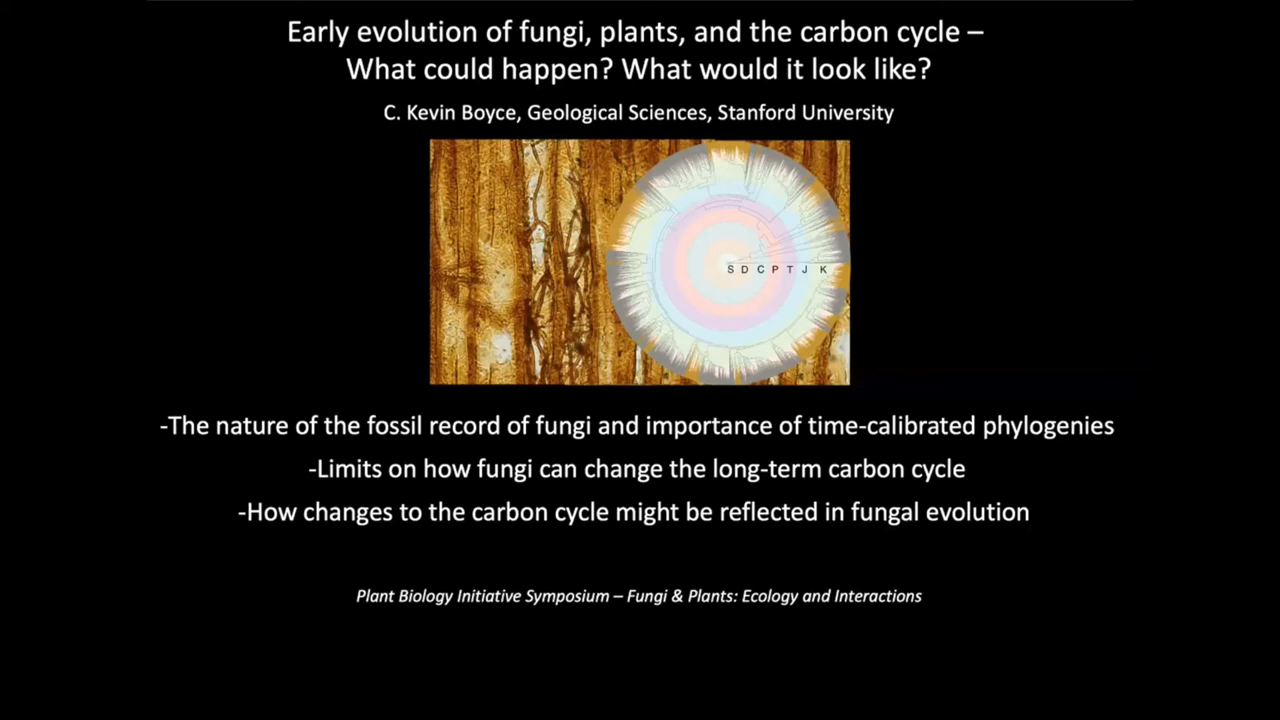 Early evolution of fungi, plants, and the carbon cycle –
What could happen? What would it look like?
C. Kevin Boyce, Geological Sciences, Stanford University
S D C P T J K
-The nature of the fossil record of fungi and importance of time-calibrated phylogenies
-Limits on how fungi can change the long-term carbon cycle
-How changes to the carbon cycle might be reflected in fungal evolution
Plant Biology Initiative Symposium – Fungi & Plants: Ecology and Interactions